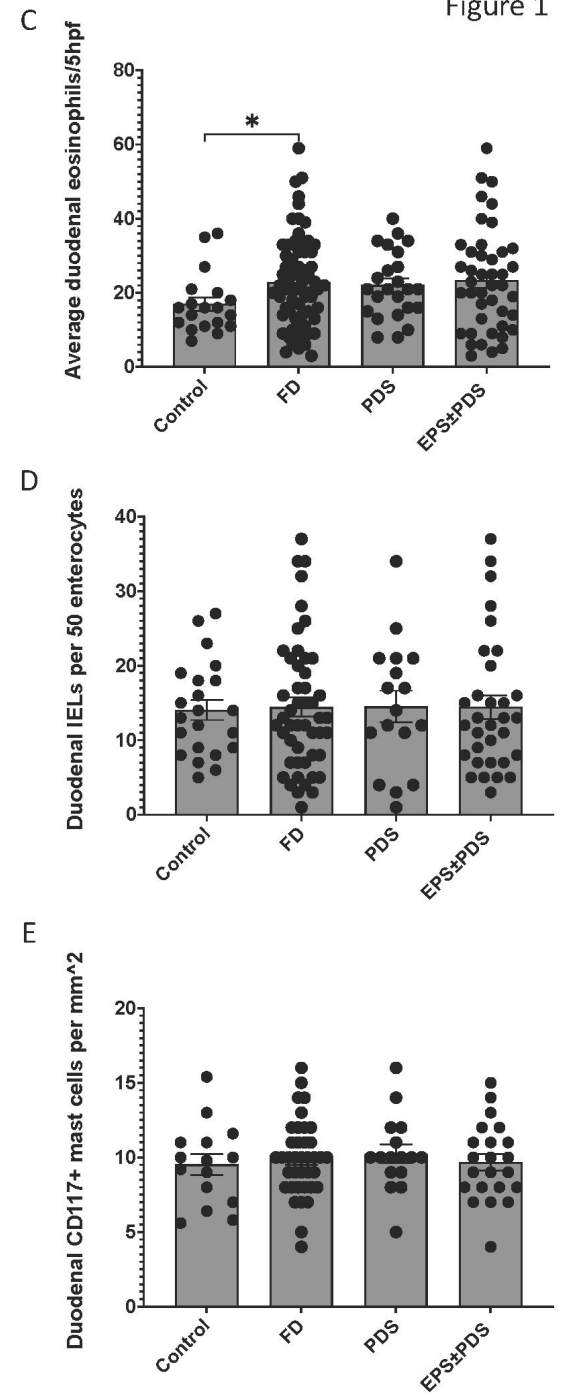 Figure 1
C
Average duodenal eosinophils/5hpf
80
60
40
20
0
*
Control
FD
PDS
EPS±PDS
D
Duodenal IELs per 50 enterocytes
40
30
20
10
0
Control
FD
PDS
EPS±PDS
E
Duodenal CD117+ mast cells per mm^2
20
15
10
5
0
Control
FD
PDS
EPS±PDS